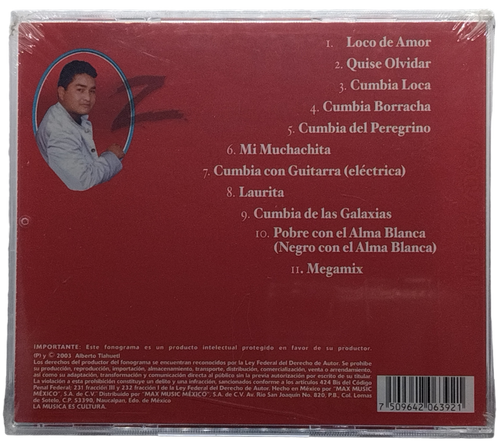 1. Loco de Amor
2. Quise Olvidar
3. Cumbia Loca
4. Cumbia Borracha
5. Cumbia del Peregrino
6. Mi Muchachita
7. Cumbia con Guitarra (eléctrica)
8. Laurita
9. Cumbia de las Galaxias
10. Pobre con el Alma Blanca
(Negro con el Alma Blanca)
11. Megamix
2
IMPORTANTE: Este fonograma es un producto intelectual protegido en favor de su productor.
(P) y © 2003 Alberto Tlahuetl
Los derechos del productor del fonograma se encuentran reconocidos por la Ley Federal del Derecho de Autor. Se prohibe
su producción, reproducción, importación, almacenamiento, transporte, distribución, comercialización, venta o arrendamiento,
así como su adaptación, transformación o comunicación directa al público sin la previa autorización por escrito de su titular.
La violación a esta prohibición constituye un delito y una infracción, sancionados conforme a los artículos 424 Bis del Código
Penal Federal, 231 fracción III y 232 fracción I de la Ley Federal del Derecho de Autor. Hecho en México por "MAX MUSIC
MÉXICO", S.A. de C.V. Distribuido por "MAX MUSIC MÉXICO", S.A. de C.V. Av. Río San Joaquín No. 820, P.B., Col. Lomas
de Sotelo, C.P. 53390, Naucalpan, Edo. de México.
LA MUSICA ES CULTURA.
7 509642 063921